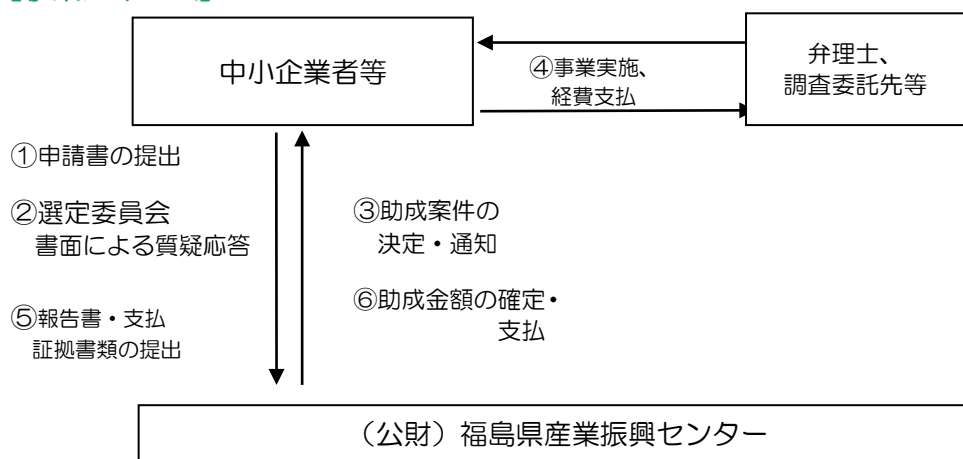 中小企業者等
弁理士、
調査委託先等
④事業実施、
経費支払
①申請書の提出
②選定委員会
書面による質疑応答
③助成案件の
決定・通知
⑤報告書・支払
証拠書類の提出
⑥助成金額の確定・
支払
（公財）福島県産業振興センター